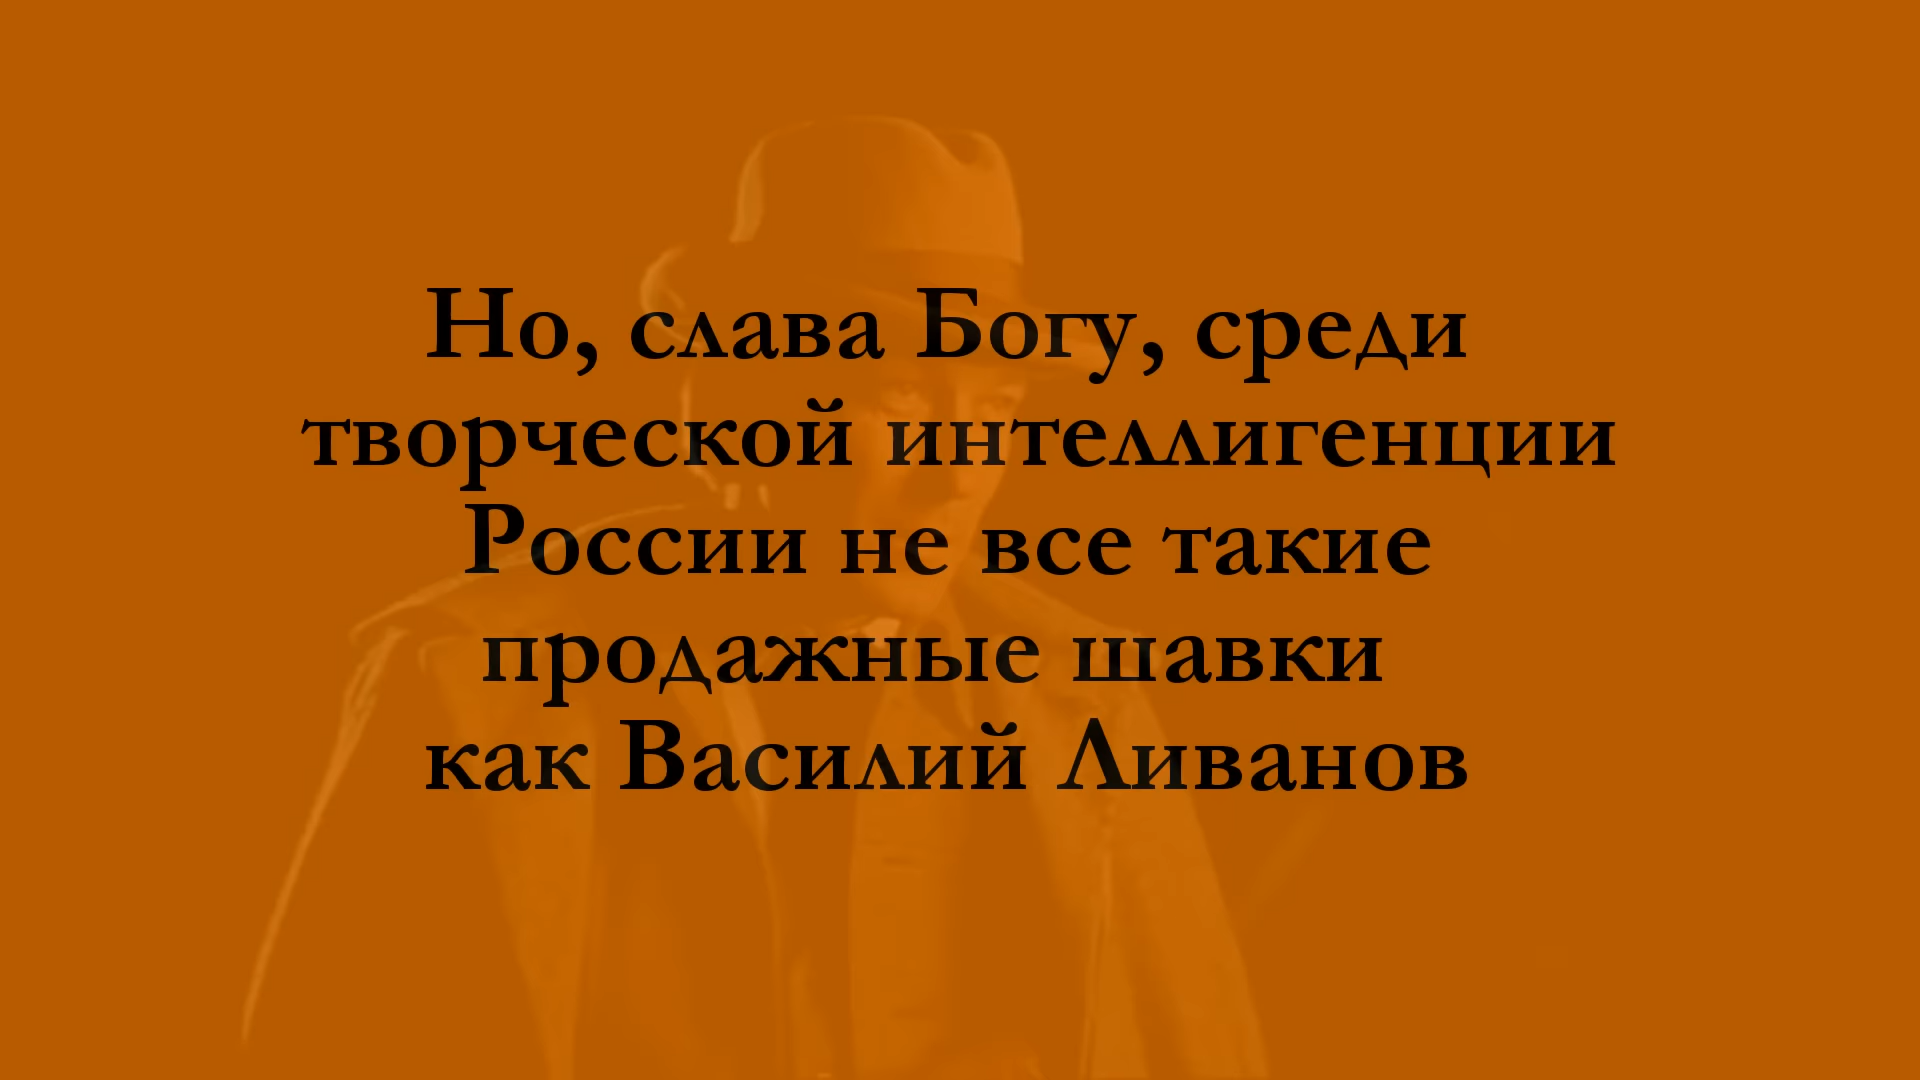 Но, слава Богу, среди
творческой интеллигенции
России не все такие
продажные шавки
как Василий Ливанов